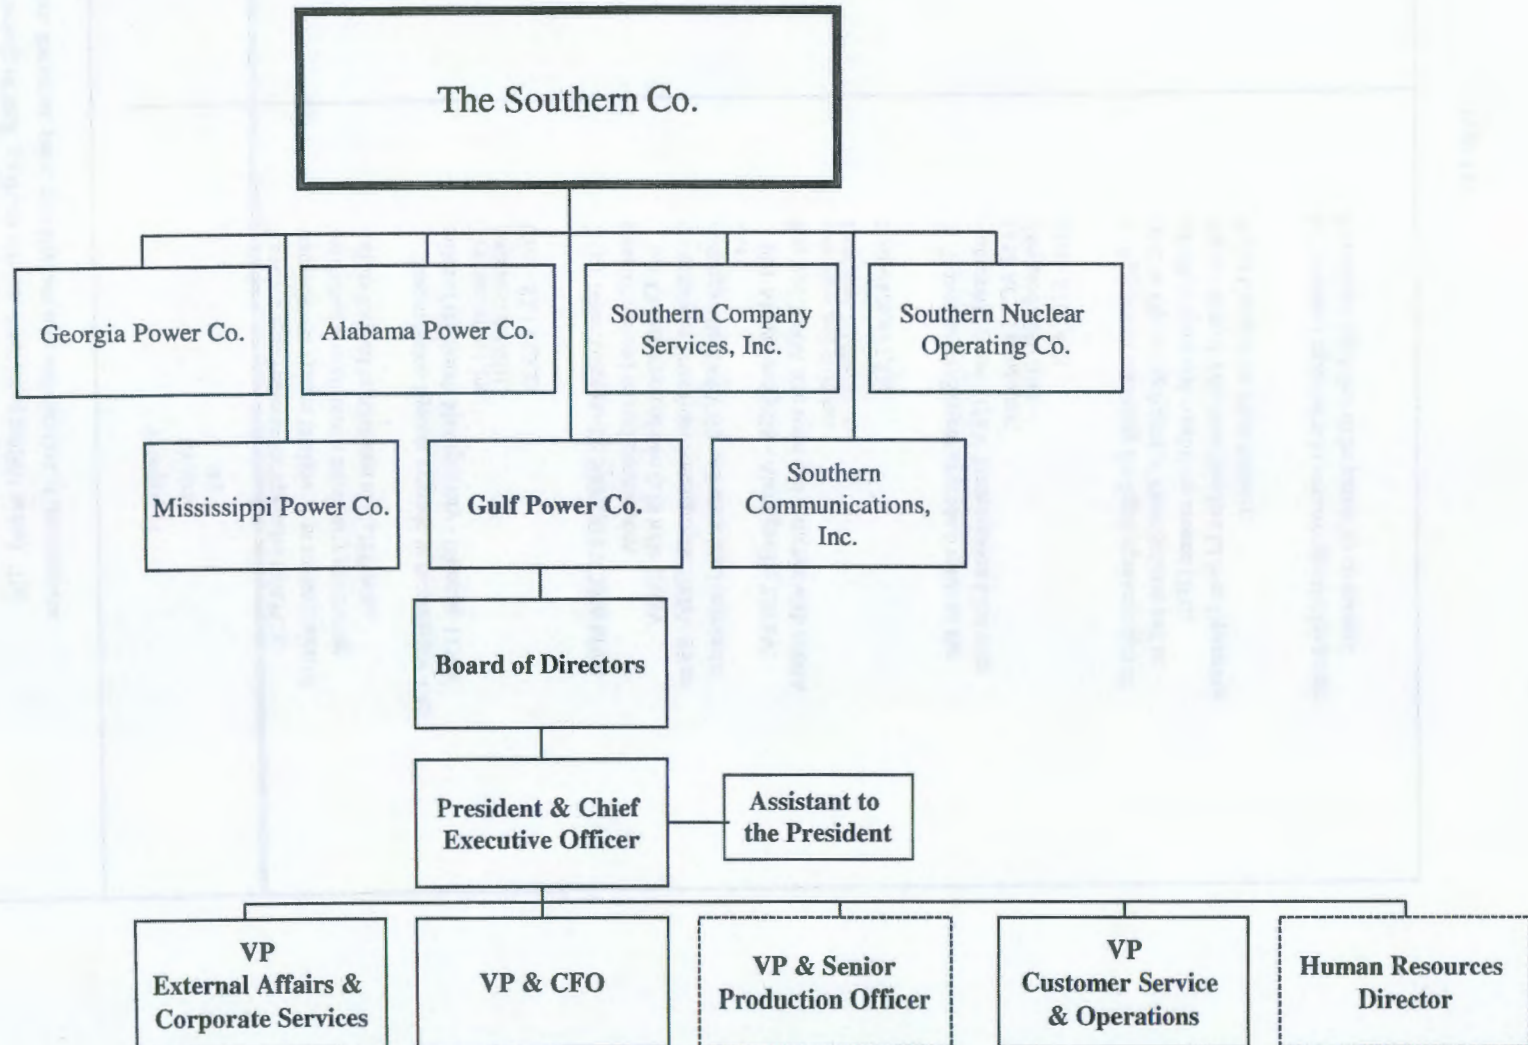 The Southern Co.
Georgia Power Co.
Alabama Power Co.
Southern Company
Services, Inc.
Southern Nuclear
Operating Co.
Mississippi Power Co.
Gulf Power Co.
Southern
Communications,
Inc.
Board of Directors
President & Chief
Executive Officer
Assistant to
the President
VP
External Affairs &
Corporate Services
VP & CFO
VP & Senior
Production Officer
VP
Customer Service
& Operations
Human Resources
Director